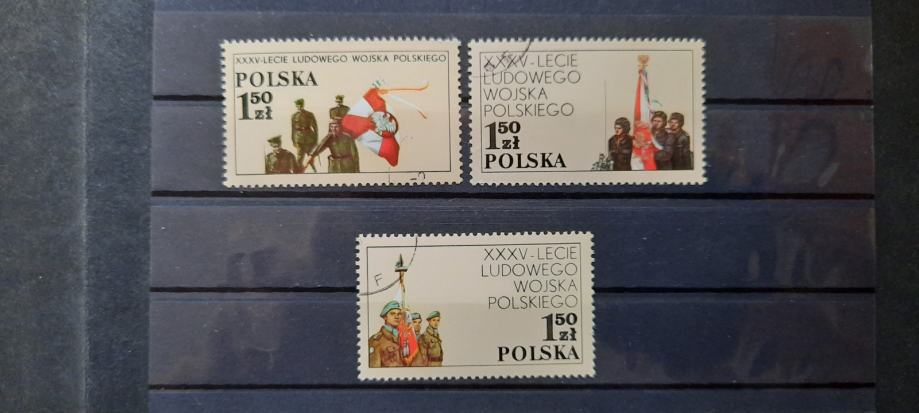 XXXV-LECIE LUDOWEGO WOJSKA POLSKIEGO
POLSKA
1 50 zł
XXXV-LECIE
LUDOWEGO
WOJSKA
POLSKIEGO
1 50 zł
POLSKA
XXXV-LECIE
LUDOWEGO
WOJSKA
POLSKIEGO
1 50 zł
POLSKA
F